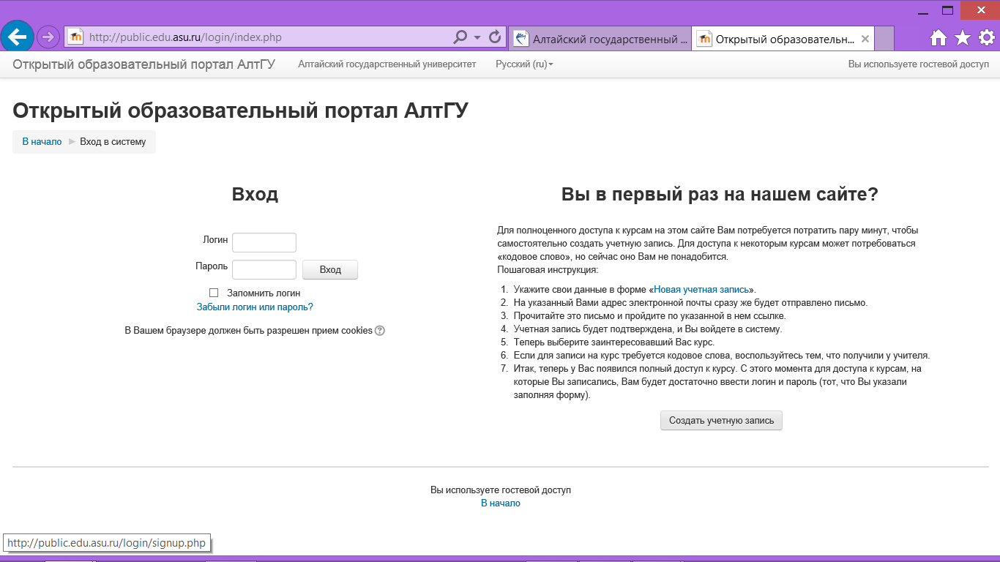 http://public.edu.asu.ru/login/index.php
Алтайский государственный ...
Открытый образовательн...
Открытый образовательный портал АлтГУ
Алтайский государственный университет
Русский (ru)
Вы используете гостевой доступ
Открытый образовательный портал АлтГУ
В начало ► Вход в систему
Вход
Логин
Пароль
Вход
Запомнить логин
Забыли логин или пароль?
В Вашем браузере должен быть разрешен прием cookies
Вы в первый раз на нашем сайте?
Для полноценного доступа к курсам на этом сайте Вам потребуется потратить пару минут, чтобы
самостоятельно создать учетную запись. Для доступа к некоторым курсам может потребоваться
«кодовое слово», но сейчас оно Вам не понадобится.
Пошаговая инструкция:
1. Укажите свои данные в форме «Новая учетная запись».
2. На указанный Вами адрес электронной почты сразу же будет отправлено письмо.
3. Прочитайте это письмо и пройдите по указанной в нем ссылке.
4. Учетная запись будет подтверждена, и Вы войдете в систему.
5. Теперь выберите заинтересовавший Вас курс.
6. Если для записи на курс требуется кодовое слова, воспользуйтесь тем, что получили у учителя.
7. Итак, теперь у Вас появился полный доступ к курсу. С этого момента для доступа к курсам, на
которые Вы записались, Вам будет достаточно ввести логин и пароль (тот, что Вы указали
заполняя форму).
Создать учетную запись
Вы используете гостевой доступ
В начало
http://public.edu.asu.ru/login/signup.php